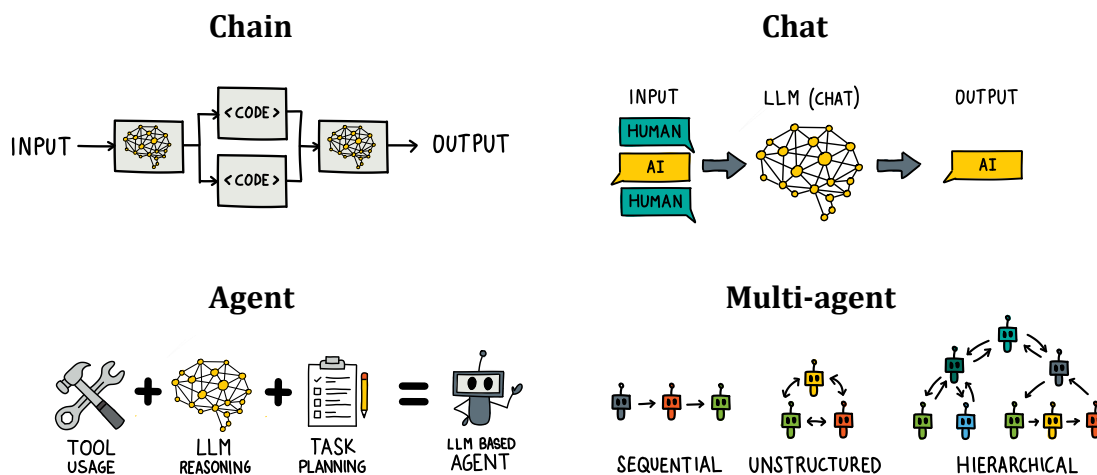 Chain
INPUT
<CODE>
<CODE>
OUTPUT
Chat
INPUT
LLM (CHAT)
OUTPUT
HUMAN
AI
HUMAN
AI
Agent
TOOL
USAGE
LLM
REASONING
TASK
PLANNING
LLM BASED
AGENT
Multi-agent
SEQUENTIAL
UNSTRUCTURED
HIERARCHICAL